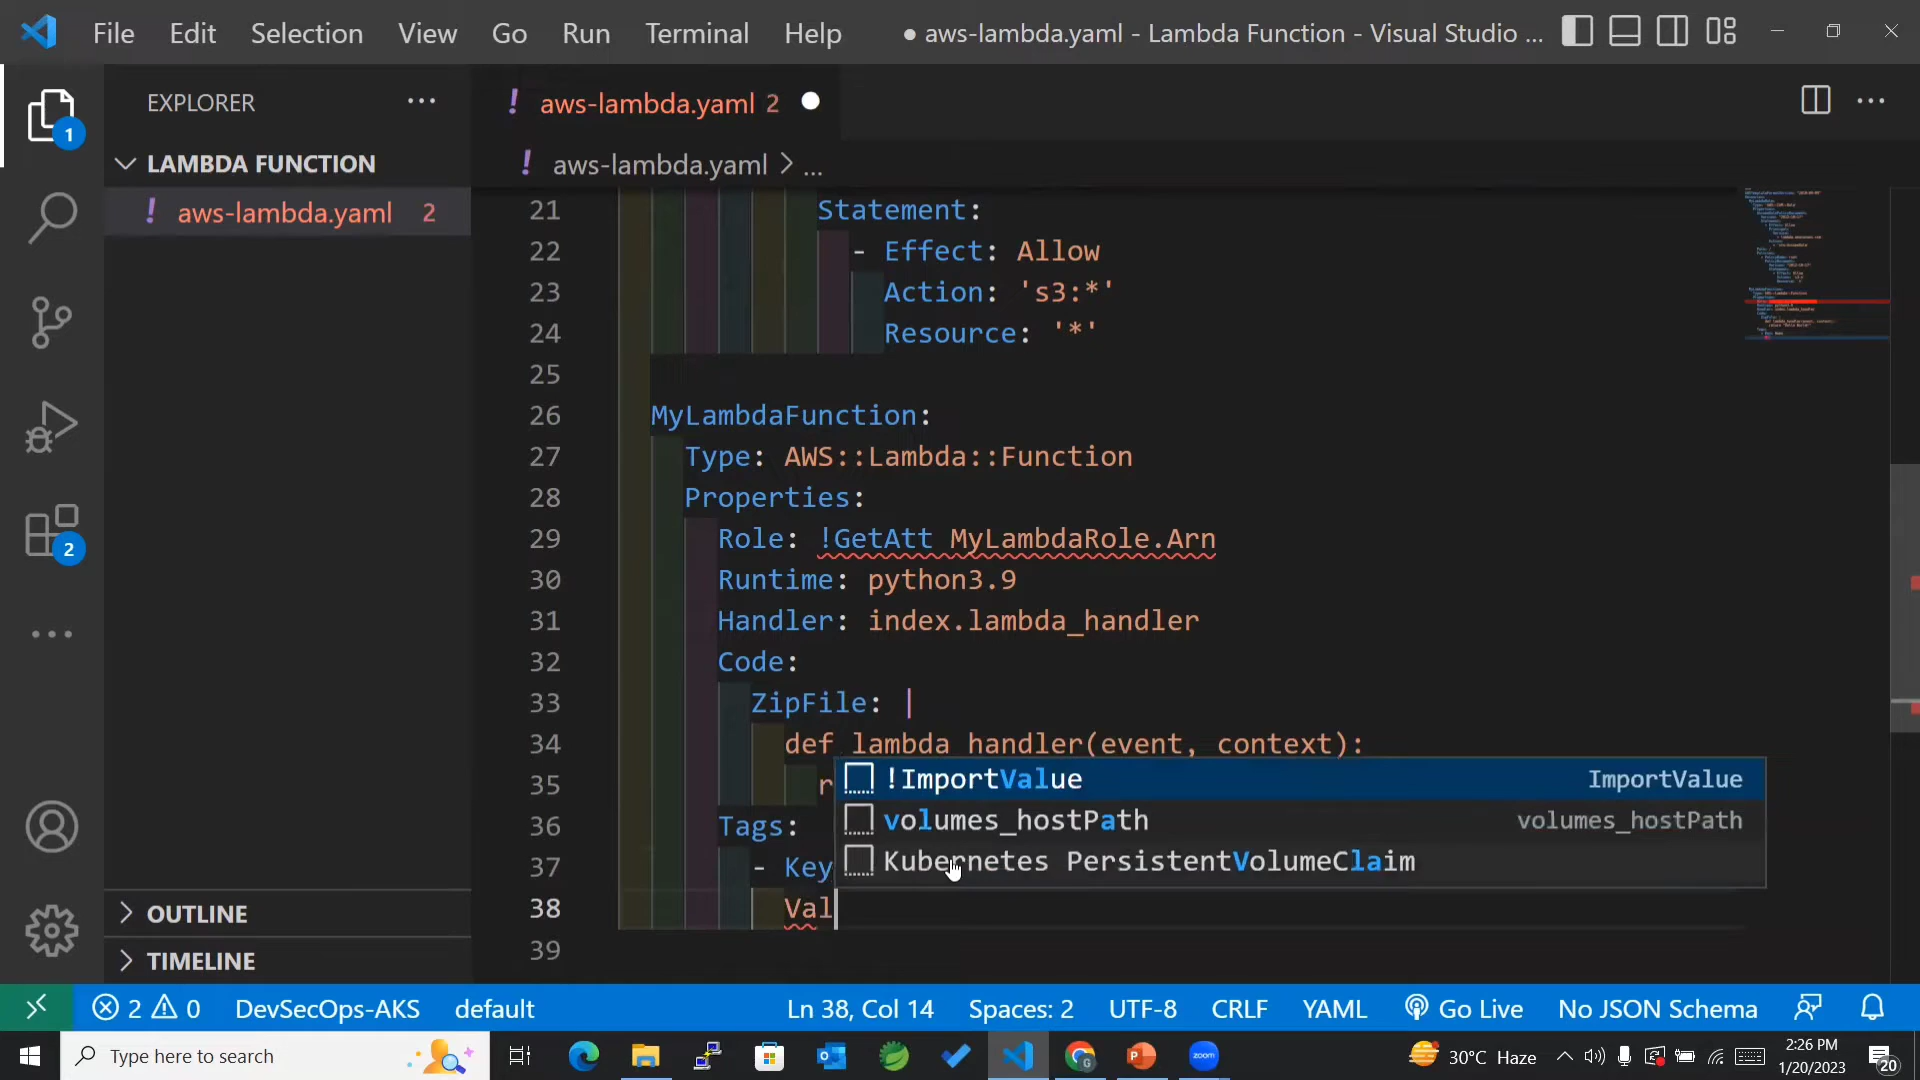 File Edit Selection View Go Run Terminal Help
● aws-lambda.yaml - Lambda Function - Visual Studio ...
EXPLORER
1
LAMBDA FUNCTION
! aws-lambda.yaml 2
2
OUTLINE
TIMELINE
! aws-lambda.yaml 2
! aws-lambda.yaml > ...
21 Statement:
22 - Effect: Allow
23 Action: 's3:*'
24 Resource: '*'
25
26 MyLambdaFunction:
27 Type: AWS::Lambda::Function
28 Properties:
29 Role: !GetAtt MyLambdaRole.Arn
30 Runtime: python3.9
31 Handler: index.lambda_handler
32 Code:
33 ZipFile: |
34 def lambda_handler(event, context):
35 r
36 Tags:
37 - Key
38 Val
39
!ImportValue ImportValue
volumes_hostPath volumes_hostPath
Kubernetes PersistentVolumeClaim
2 0 DevSecOps-AKS default Ln 38, Col 14 Spaces: 2 UTF-8 CRLF YAML Go Live No JSON Schema
Type here to search
zoom
30°C Haze
2:26 PM
1/20/2023
20